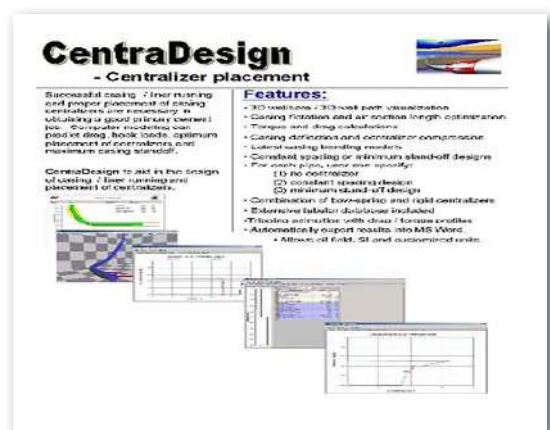 CentraDesign
- Centralizer placement
Successful casing / liner running
and proper placement of casing
centralizers are necessary in
obtaining a good primary cement
job. Computer modeling can
predict drag, hook loads, optimum
placement of centralizers and
maximum casing standoff.
CentraDesign to aid in the design
of casing / liner running and
placement of centralizers.
Features:
• 3D wellbore / 3D well path visualization
• Casing flotation and air section length optimization
• Torque and drag calculations
• Casing deflection and centralizer compression
• Latest casing bending models
• Constant spacing or minimum stand-off designs
• For each pipe, user can specify:
(1) no centralizer
(2) constant spacing design
(3) minimum stand-off design
• Combination of bow-spring and rigid centralizers
• Extensive tubular database included
• Tripping animation with drag / torque profiles
• Automatically export results into MS Word
• Allows oil field, SI and customized units